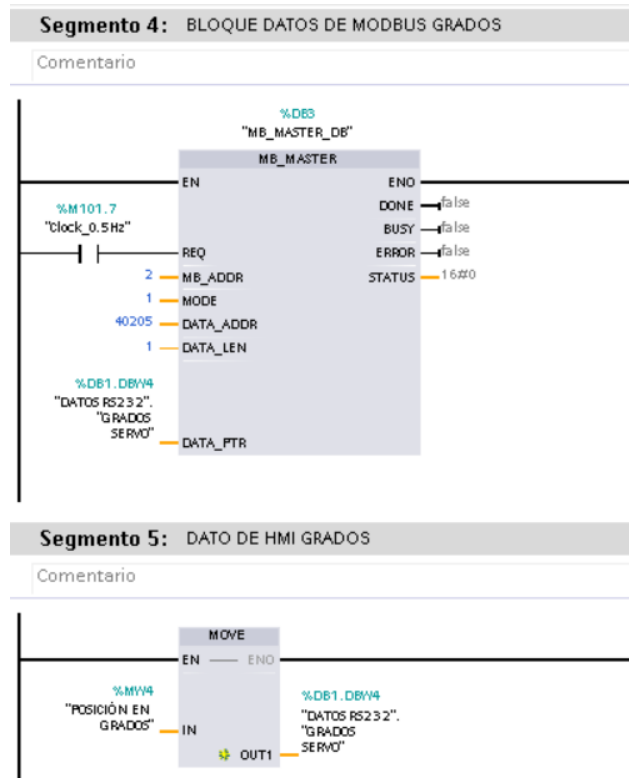 Segmento 4: BLOQUE DATOS DE MODBUS GRADOS
Comentario
%DB3
"MB_MASTER_DB"
MB_MASTER
EN ENO
DONE false
%M101.7
"Clock_0.5Hz"
BUSY false
REQ ERROR false
2 MB_ADDR STATUS 16#0
1 MODE
40205 DATA_ADDR
1 DATA_LEN
%DB1.DBW4
"DATOS RS232".
"GRADOS
SERVO"
DATA_PTR
Segmento 5: DATO DE HMI GRADOS
Comentario
MOVE
EN ENO
%MW4
"POSICIÓN EN
GRADOS" IN
%DB1.DBW4
"DATOS RS232".
"GRADOS
SERVO"
OUT1